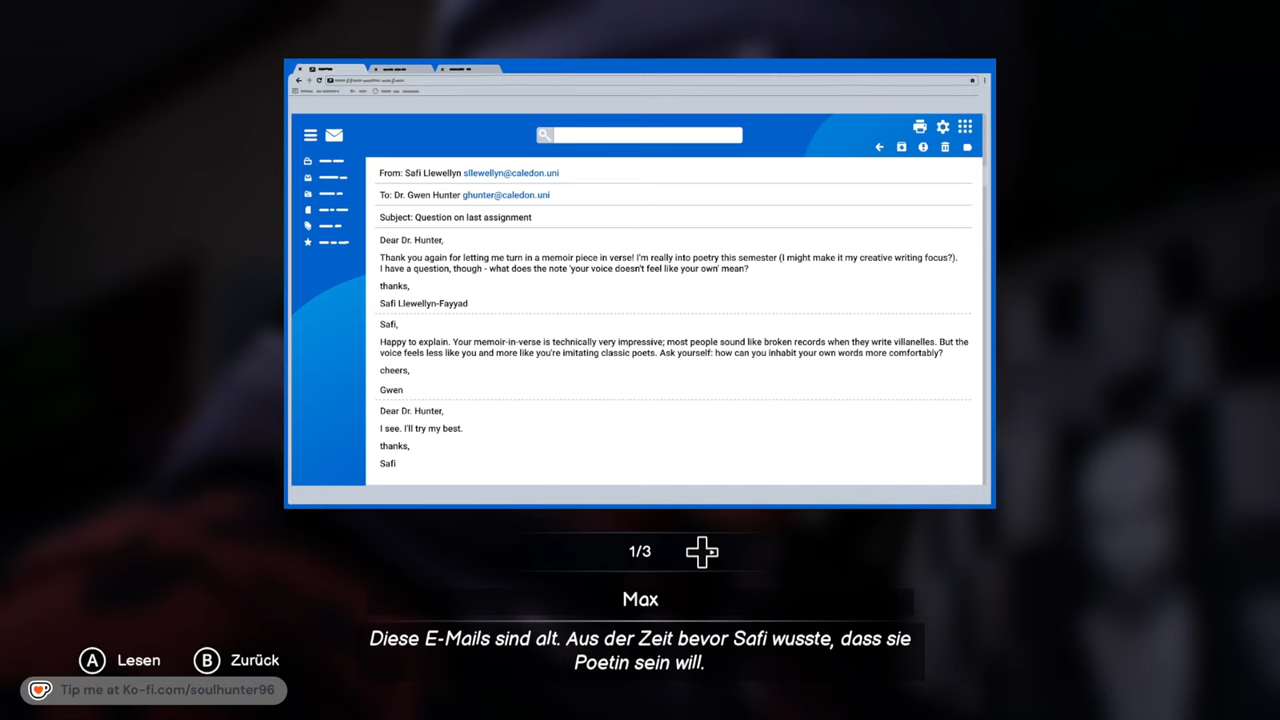 From: Safi Llewellyn sllewellyn@caledon.uni
To: Dr. Gwen Hunter ghunter@caledon.uni
Subject: Question on last assignment
Dear Dr. Hunter,
Thank you again for letting me turn in a memoir piece in verse! I'm really into poetry this semester (I might make it my creative writing focus?).
I have a question, though - what does the note 'your voice doesn't feel like your own' mean?
thanks,
Safi Llewellyn-Fayyad
Safi,
Happy to explain. Your memoir-in-verse is technically very impressive; most people sound like broken records when they write villanelles. But the
voice feels less like you and more like you're imitating classic poets. Ask yourself: how can you inhabit your own words more comfortably?
cheers,
Gwen
Dear Dr. Hunter,
I see. I'll try my best.
thanks,
Safi
1/3
Max
Diese E-Mails sind alt. Aus der Zeit bevor Safi wusste, dass sie
Poetin sein will.
A Lesen B Zurück
Tip me at Ko-fi.com/soulhunter96